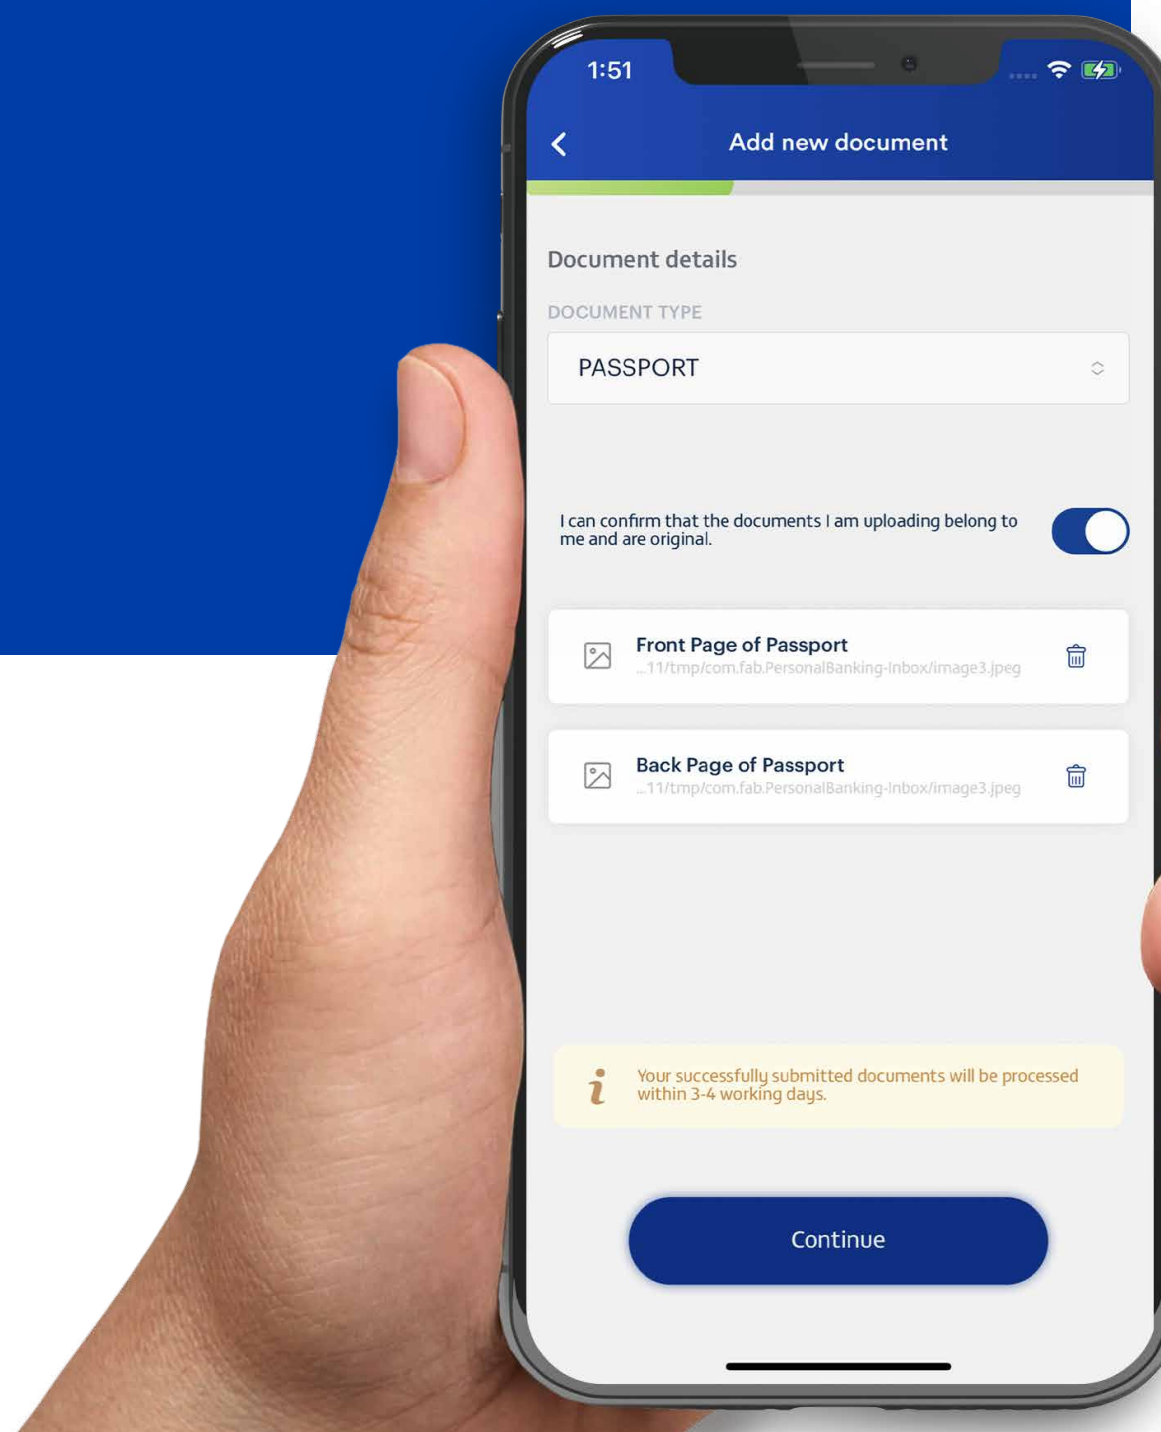 1:51
Add new document
Document details
DOCUMENT TYPE
PASSPORT
I can confirm that the documents I am uploading belong to
me and are original.
Front Page of Passport
...11/tmp/com.fab.PersonalBanking-Inbox/image3.jpeg
Back Page of Passport
...11/tmp/com.fab.PersonalBanking-Inbox/image3.jpeg
Your successfully submitted documents will be processed
within 3-4 working days.
Continue